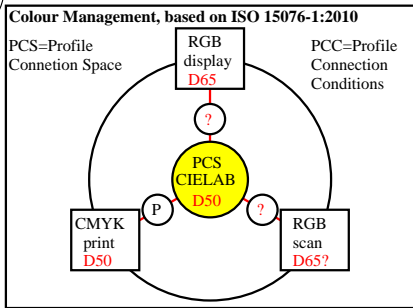 Colour Management, based on ISO 15076-1:2010
PCS=Profile
Connetion Space
RGB
display
D65
PCC=Profile
Connection
Conditions
?
PCS
CIELAB
D50
P
?
CMYK
print
D50
RGB
scan
D65?